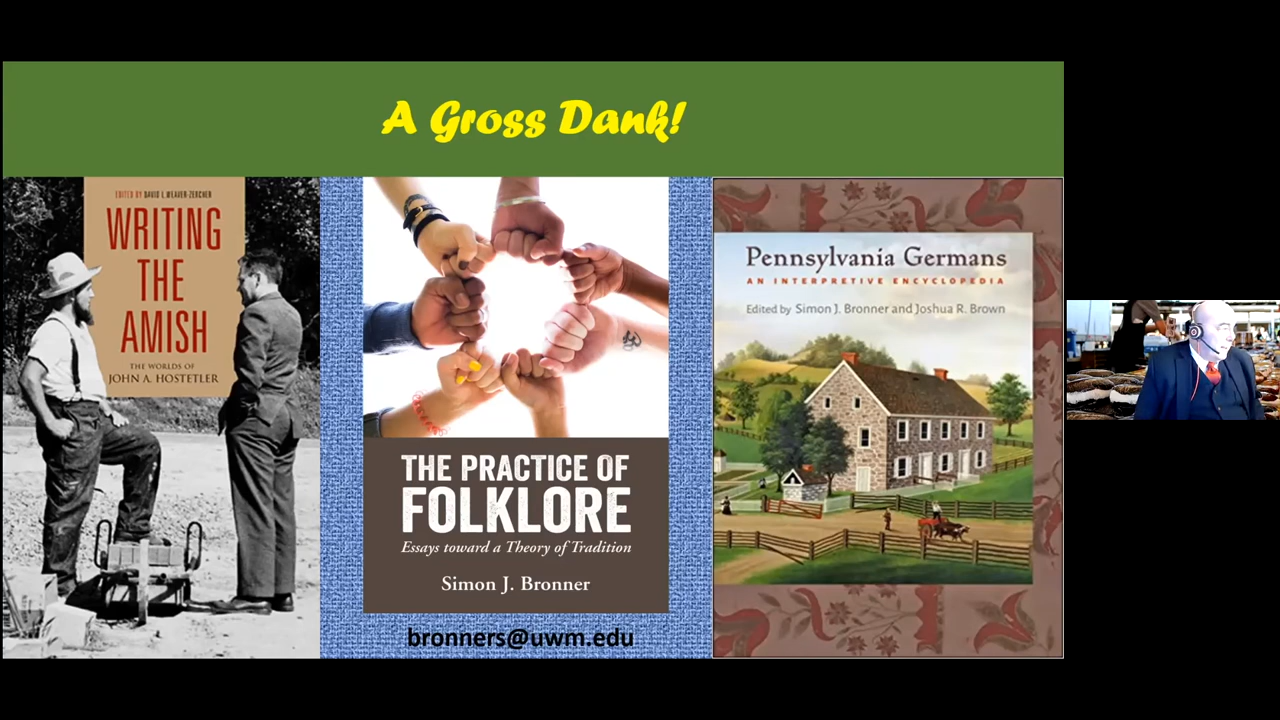 A Gross Dank!
EDITED BY DAVID L. WEAVER-ZERCHER
WRITING
THE
AMISH
THE WORLDS OF
JOHN A. HOSTETLER
THE PRACTICE OF
FOLKLORE
Essays toward a Theory of Tradition
Simon J. Bronner
bronners@uwm.edu
Pennsylvania Germans
AN INTERPRETIVE ENCYCLOPEDIA
Edited by Simon J. Bronner and Joshua R. Brown